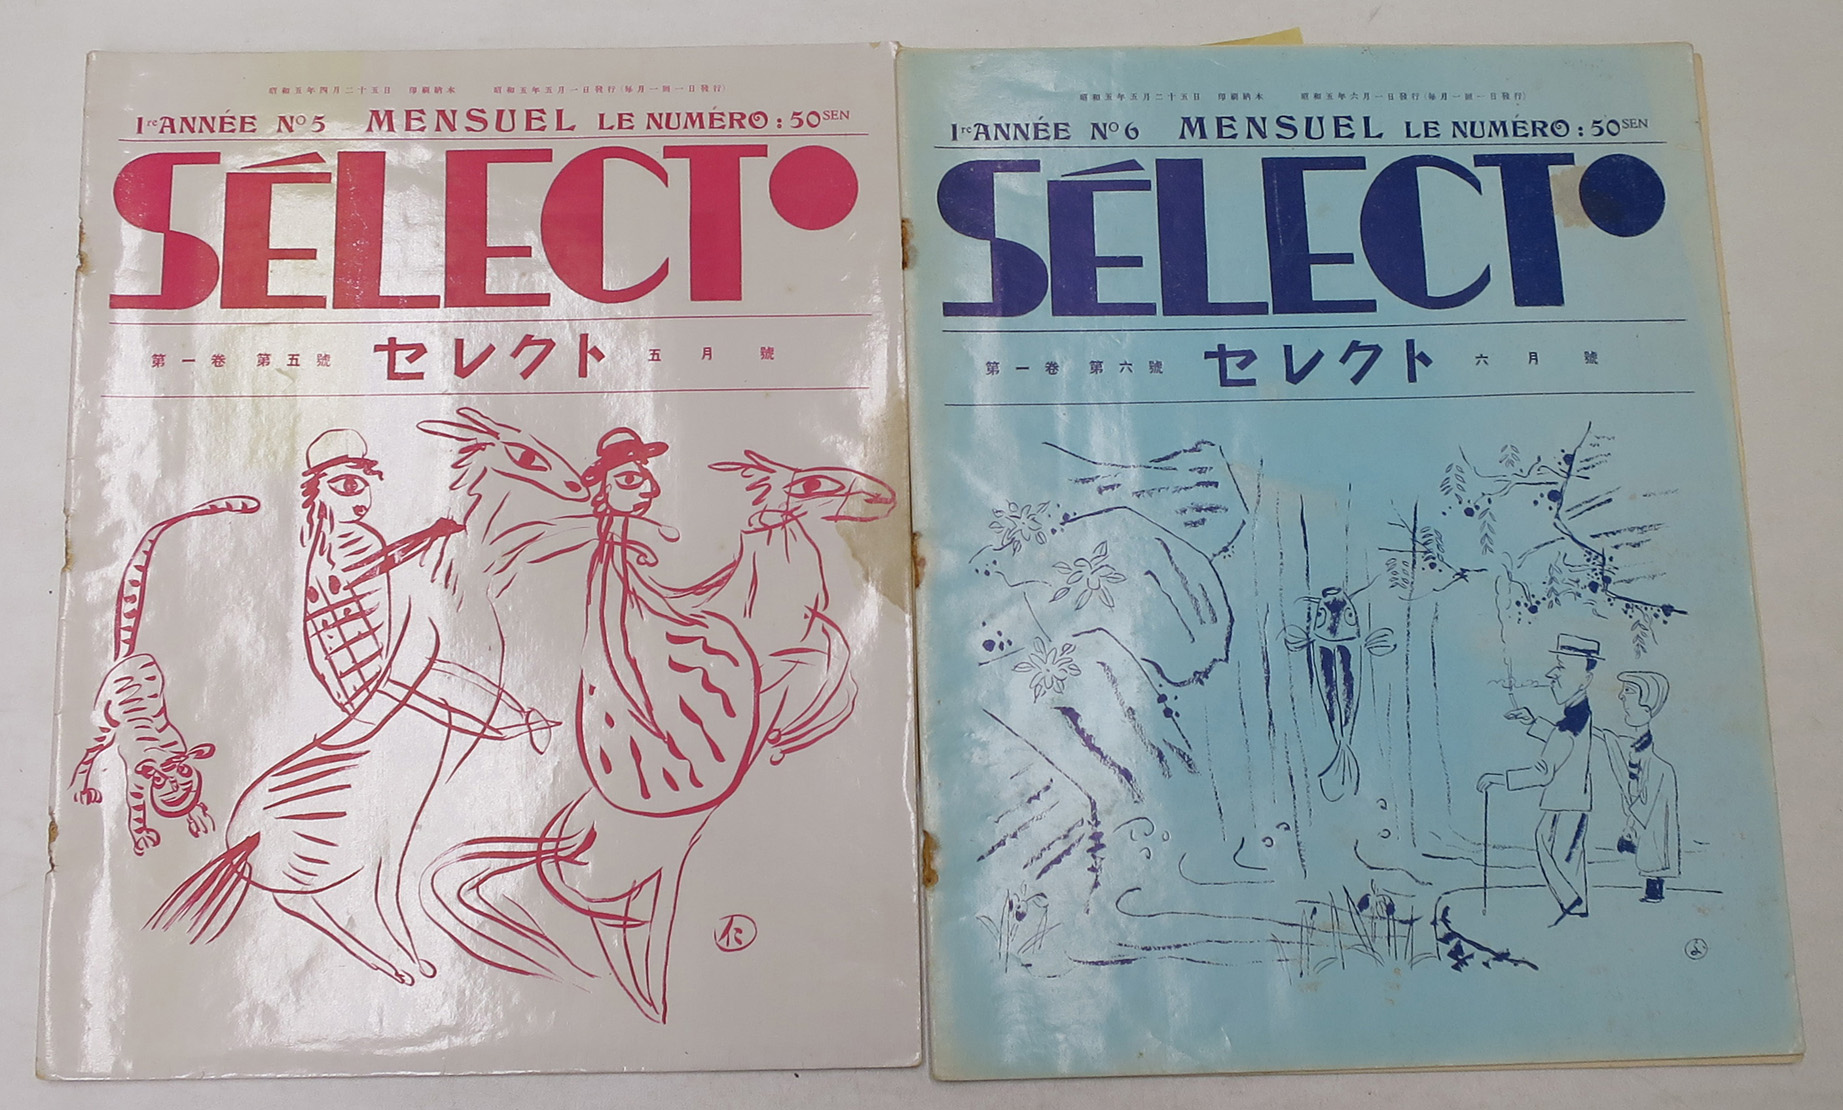 昭和五年四月二十五日 印刷納本 昭和五年五月一日發行(每月一回一日發行)
1re ANNÉE No 5 MENSUEL LE NUMÉRO : 50 SEN
SÉLECT
第一卷 第五號 セレクト 五月號
仁
昭和五年五月二十五日 印刷納本 昭和五年六月一日發行(每月一回一日發行)
1re ANNÉE No 6 MENSUEL LE NUMÉRO : 50 SEN
SÉLECT
第一卷 第六號 セレクト 六月號